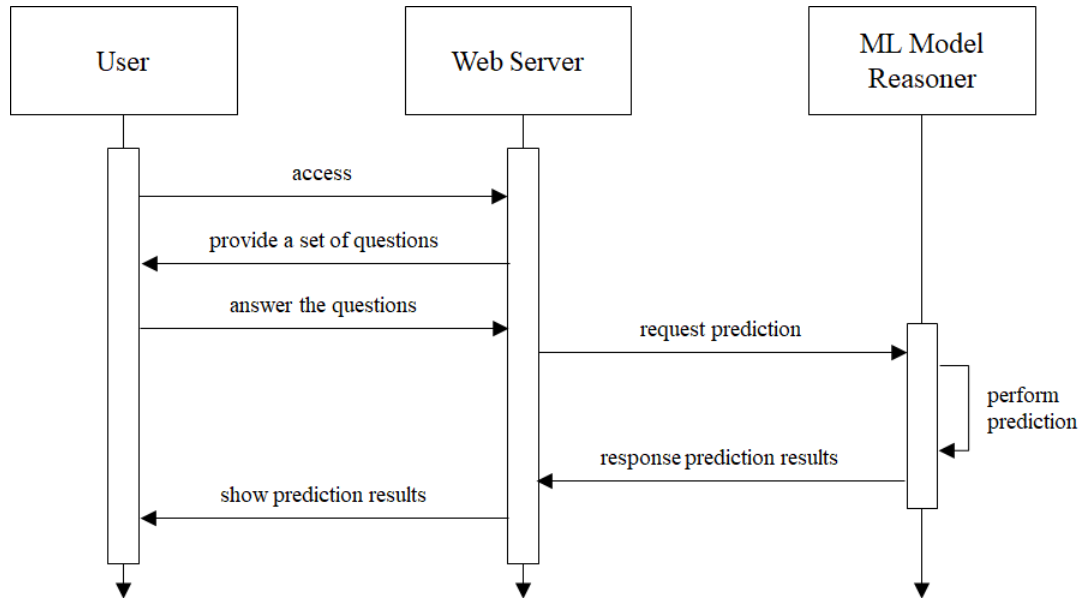 User
Web Server
ML Model
Reasoner
access
provide a set of questions
answer the questions
request prediction
perform
prediction
response prediction results
show prediction results